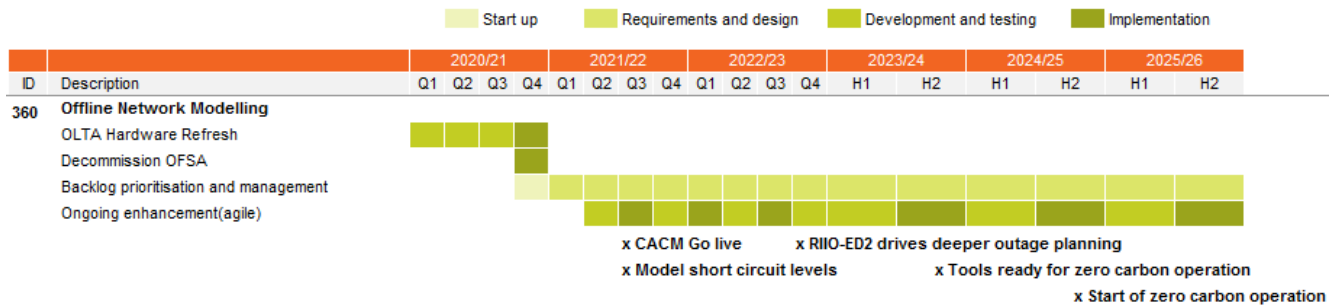 Start up Requirements and design Development and testing Implementation
2020/21 2021/22 2022/23 2023/24 2024/25 2025/26
ID Description Q1 Q2 Q3 Q4 Q1 Q2 Q3 Q4 Q1 Q2 Q3 Q4 H1 H2 H1 H2 H1 H2
360 Offline Network Modelling
OLTA Hardware Refresh
Decommission OFSA
Backlog prioritisation and management
Ongoing enhancement(agile)
x CACM Go live x RIIO-ED2 drives deeper outage planning
x Model short circuit levels x Tools ready for zero carbon operation
x Start of zero carbon operation